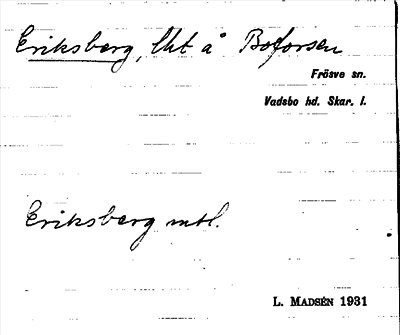 Eriksberg, lht å Boforsen
Frösve sn.
Vadsbo hd. Skar. l.
Eriksberg mtl.
L. MADSÉN 1931